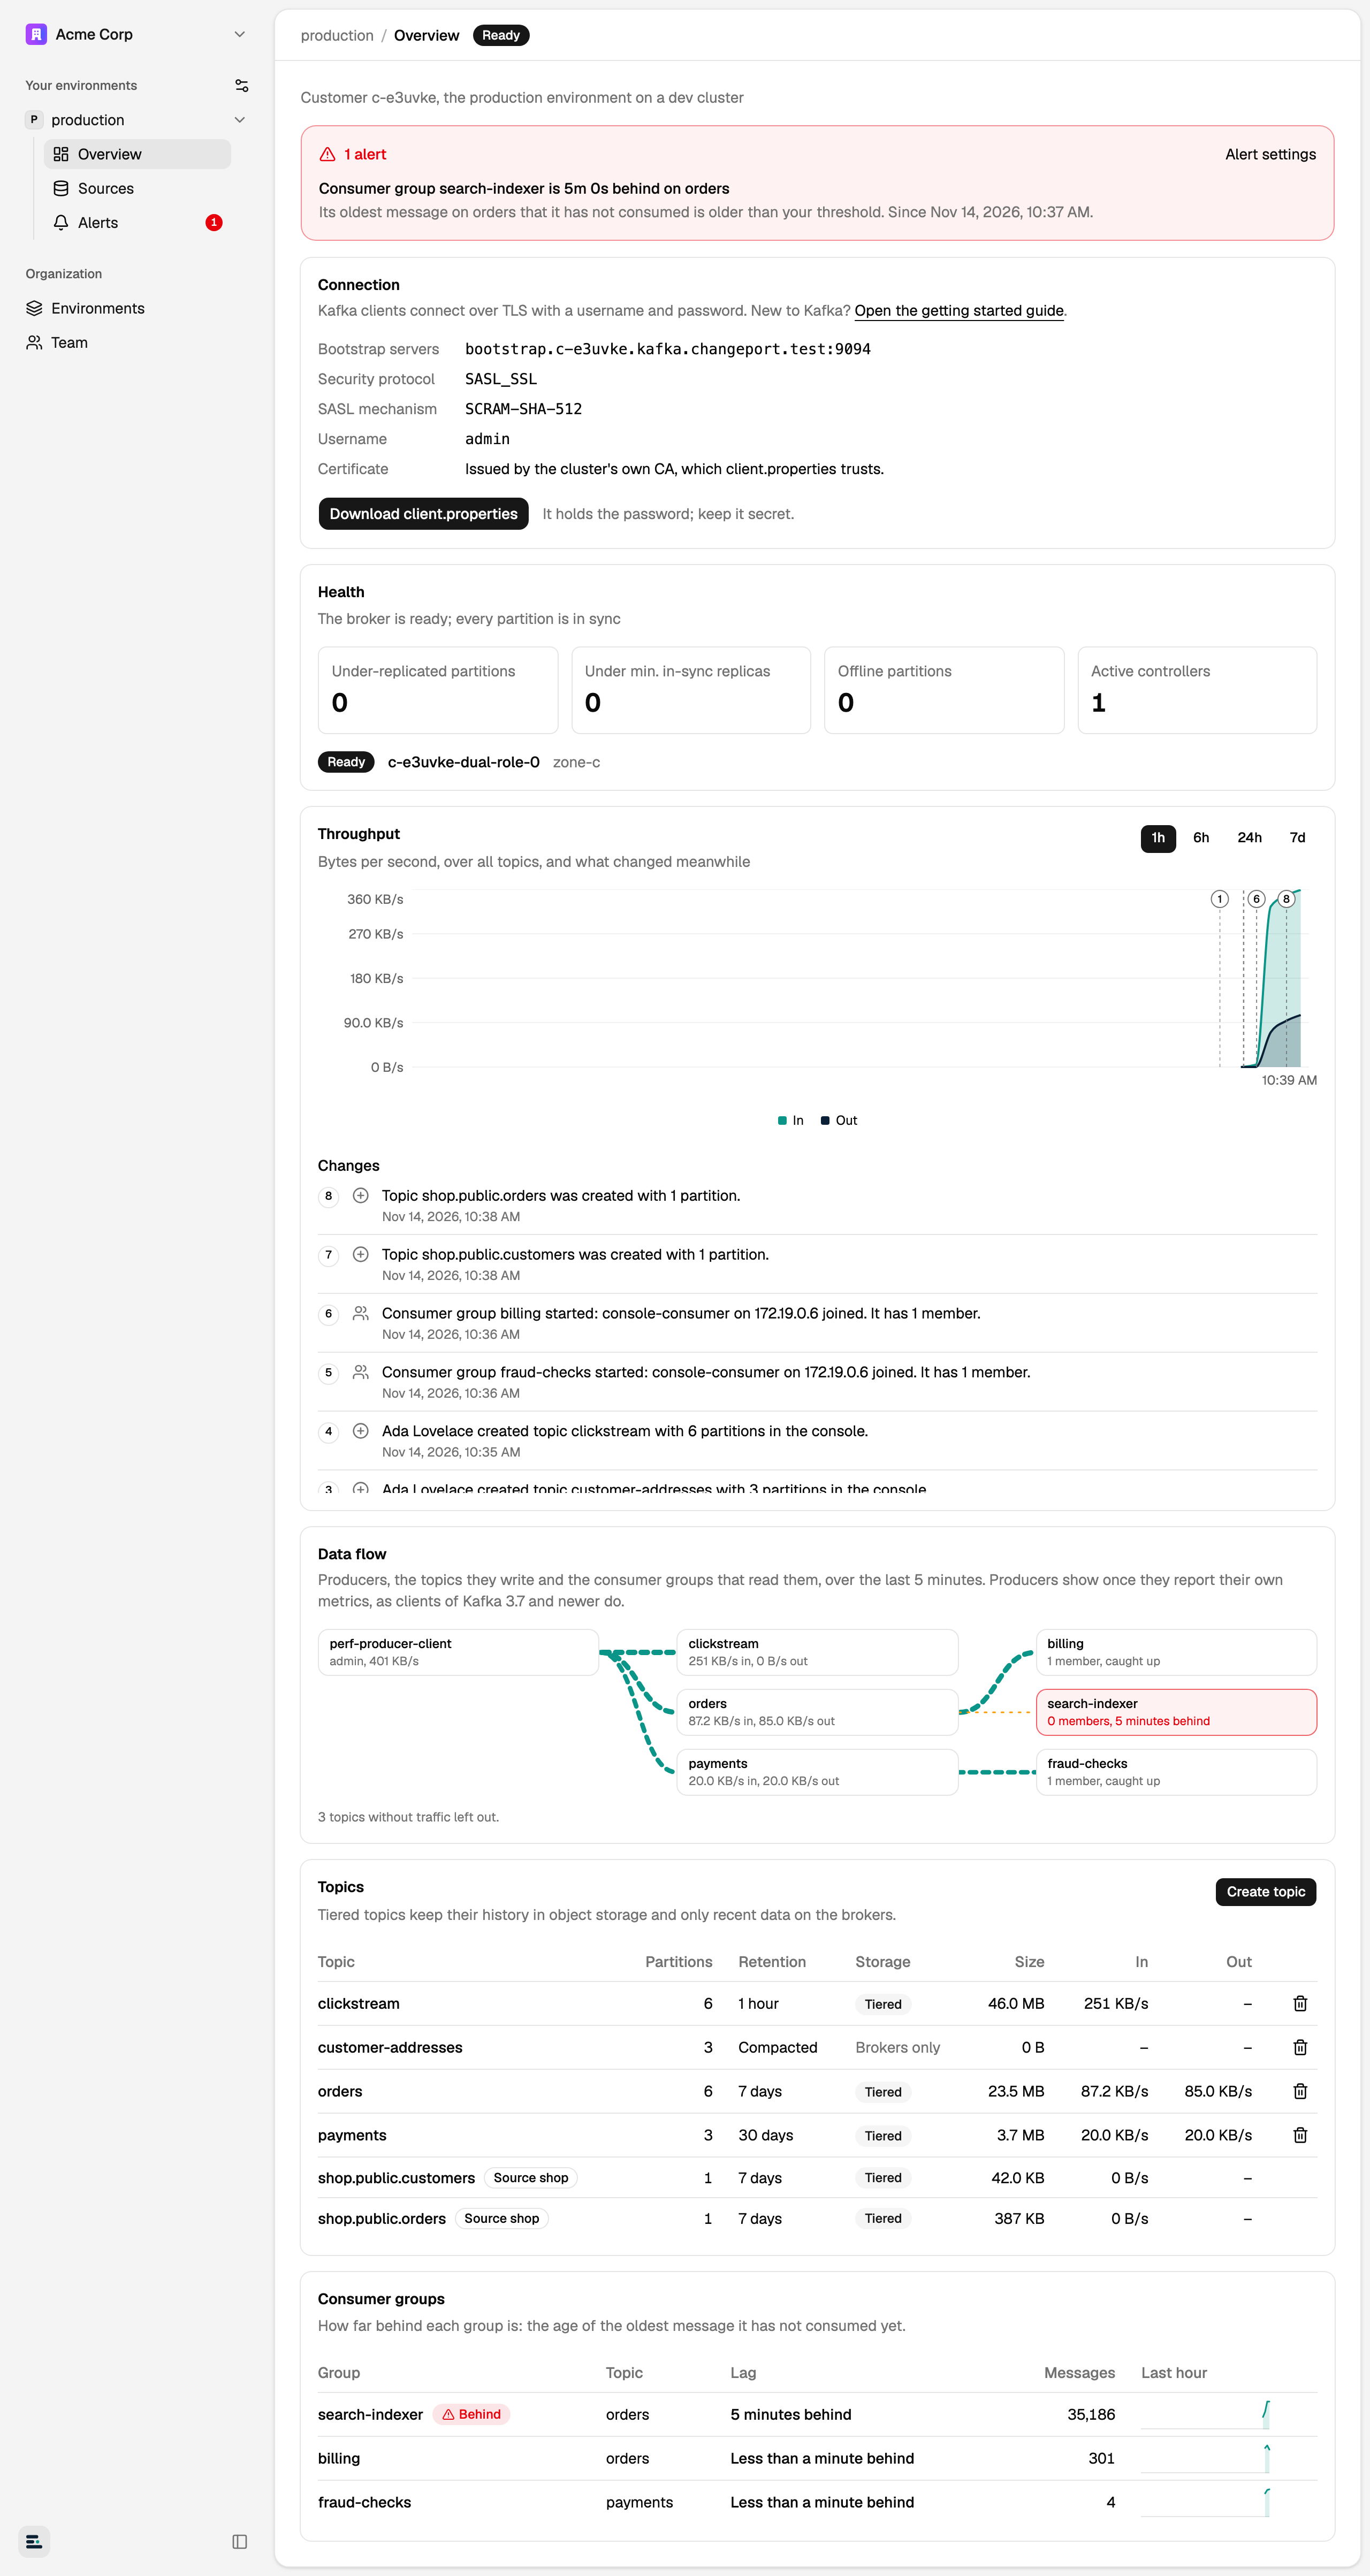 Acme Corp
Your environments
P production
Overview
Sources
Alerts 1
Organization
Environments
Team
production / Overview Ready
Customer c-e3uvke, the production environment on a dev cluster
1 alert Alert settings
Consumer group search-indexer is 5m 0s behind on orders
Its oldest message on orders that it has not consumed is older than your threshold. Since Nov 14, 2026, 10:37 AM.
Connection
Kafka clients connect over TLS with a username and password. New to Kafka? Open the getting started guide.
Bootstrap servers bootstrap.c-e3uvke.kafka.changeport.test:9094
Security protocol SASL_SSL
SASL mechanism SCRAM-SHA-512
Username admin
Certificate Issued by the cluster's own CA, which client.properties trusts.
Download client.properties It holds the password; keep it secret.
Health
The broker is ready; every partition is in sync
Under-replicated partitions Under min. in-sync replicas Offline partitions Active controllers
0 0 0 1
Ready c-e3uvke-dual-role-0 zone-c
Throughput 1h 6h 24h 7d
Bytes per second, over all topics, and what changed meanwhile
360 KB/s 1 6 8
270 KB/s
180 KB/s
90.0 KB/s
0 B/s
10:39 AM
In Out
Changes
8 Topic shop.public.orders was created with 1 partition.
Nov 14, 2026, 10:38 AM
7 Topic shop.public.customers was created with 1 partition.
Nov 14, 2026, 10:38 AM
6 Consumer group billing started: console-consumer on 172.19.0.6 joined. It has 1 member.
Nov 14, 2026, 10:36 AM
5 Consumer group fraud-checks started: console-consumer on 172.19.0.6 joined. It has 1 member.
Nov 14, 2026, 10:36 AM
4 Ada Lovelace created topic clickstream with 6 partitions in the console.
Nov 14, 2026, 10:35 AM
3 Ada Lovelace created topic customer-addresses with 3 partitions in the console
Data flow
Producers, the topics they write and the consumer groups that read them, over the last 5 minutes. Producers show once they report their own
metrics, as clients of Kafka 3.7 and newer do.
perf-producer-client clickstream billing
admin, 401 KB/s 251 KB/s in, 0 B/s out 1 member, caught up
orders search-indexer
87.2 KB/s in, 85.0 KB/s out 0 members, 5 minutes behind
payments fraud-checks
20.0 KB/s in, 20.0 KB/s out 1 member, caught up
3 topics without traffic left out.
Topics Create topic
Tiered topics keep their history in object storage and only recent data on the brokers.
Topic Partitions Retention Storage Size In Out
clickstream 6 1 hour Tiered 46.0 MB 251 KB/s –
customer-addresses 3 Compacted Brokers only 0 B – –
orders 6 7 days Tiered 23.5 MB 87.2 KB/s 85.0 KB/s
payments 3 30 days Tiered 3.7 MB 20.0 KB/s 20.0 KB/s
shop.public.customers Source shop 1 7 days Tiered 42.0 KB 0 B/s –
shop.public.orders Source shop 1 7 days Tiered 387 KB 0 B/s –
Consumer groups
How far behind each group is: the age of the oldest message it has not consumed yet.
Group Topic Lag Messages Last hour
search-indexer Behind orders 5 minutes behind 35,186
billing orders Less than a minute behind 301
fraud-checks payments Less than a minute behind 4